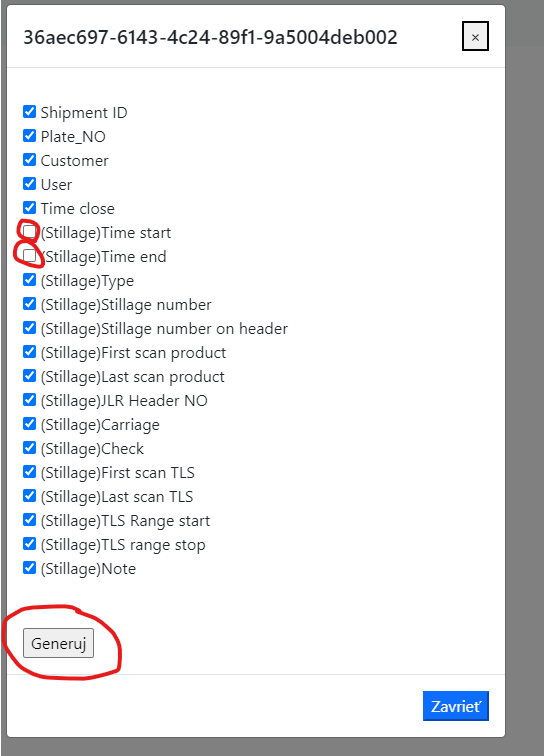 36aec697-6143-4c24-89f1-9a5004deb002 ×
Shipment ID
Plate_NO
Customer
User
Time close
(Stillage)Time start
(Stillage)Time end
(Stillage)Type
(Stillage)Stillage number
(Stillage)Stillage number on header
(Stillage)First scan product
(Stillage)Last scan product
(Stillage)JLR Header NO
(Stillage)Carriage
(Stillage)Check
(Stillage)First scan TLS
(Stillage)Last scan TLS
(Stillage)TLS Range start
(Stillage)TLS range stop
(Stillage)Note
Generuj
Zavrieť